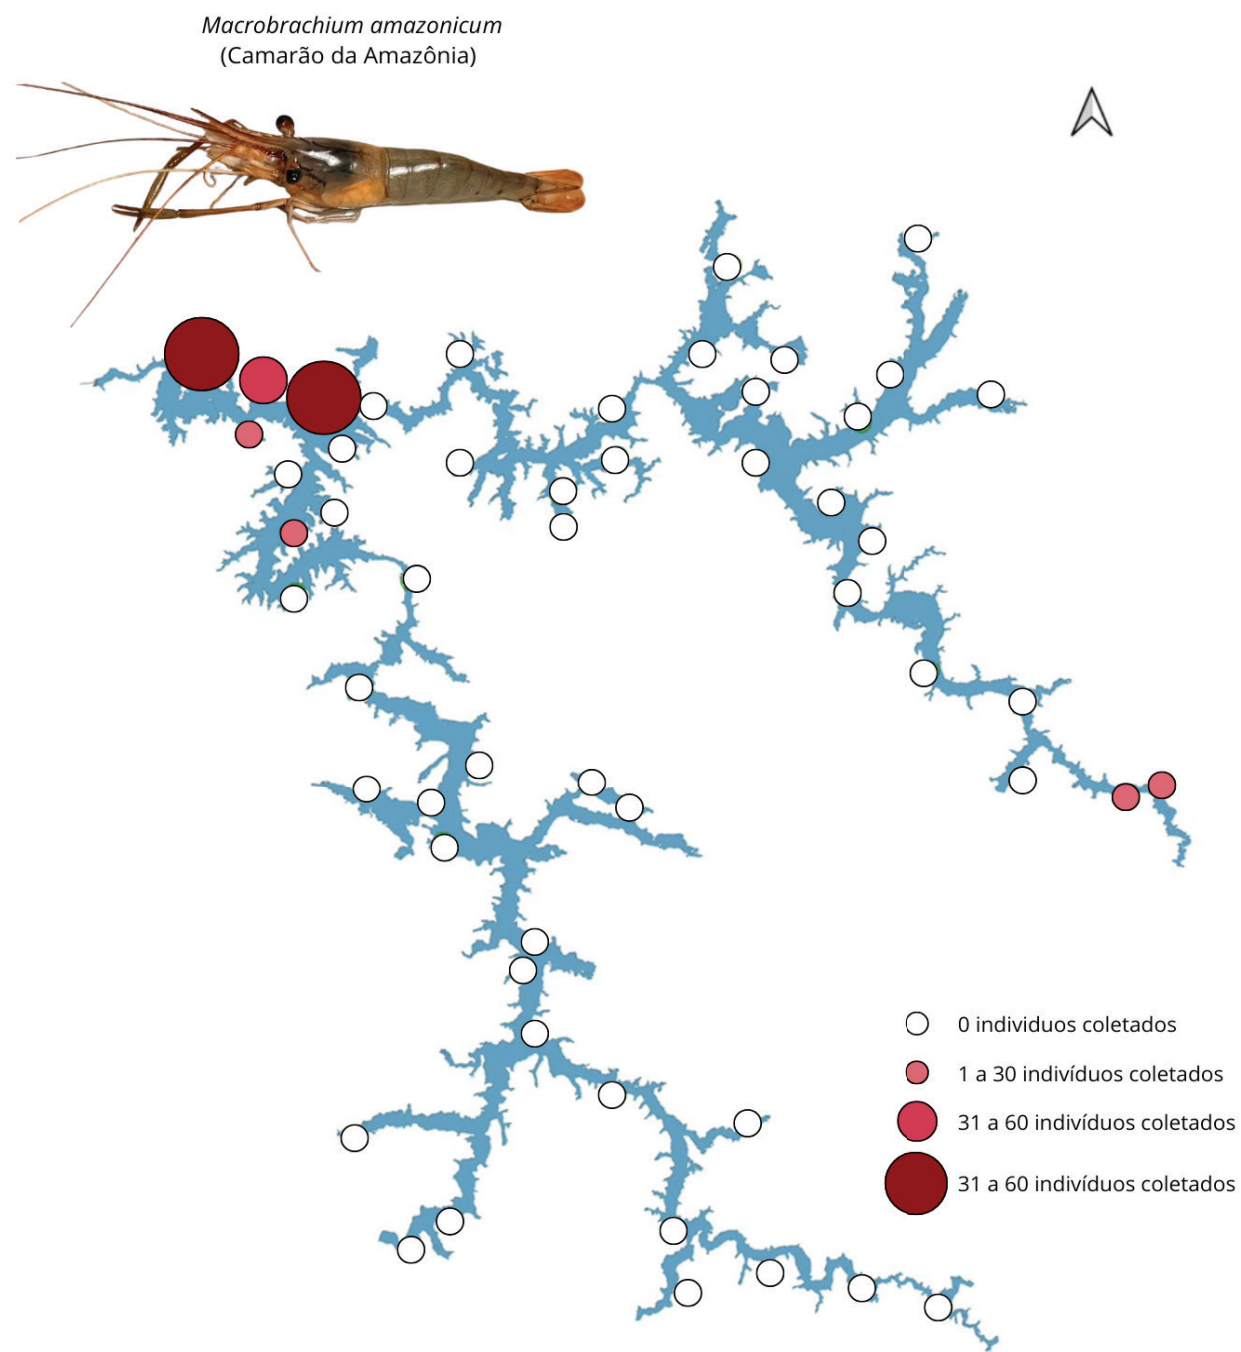 Macrobrachium amazonicum
(Camarão da Amazônia)
0 individuos coletados
1 a 30 indivíduos coletados
31 a 60 indivíduos coletados
31 a 60 indivíduos coletados